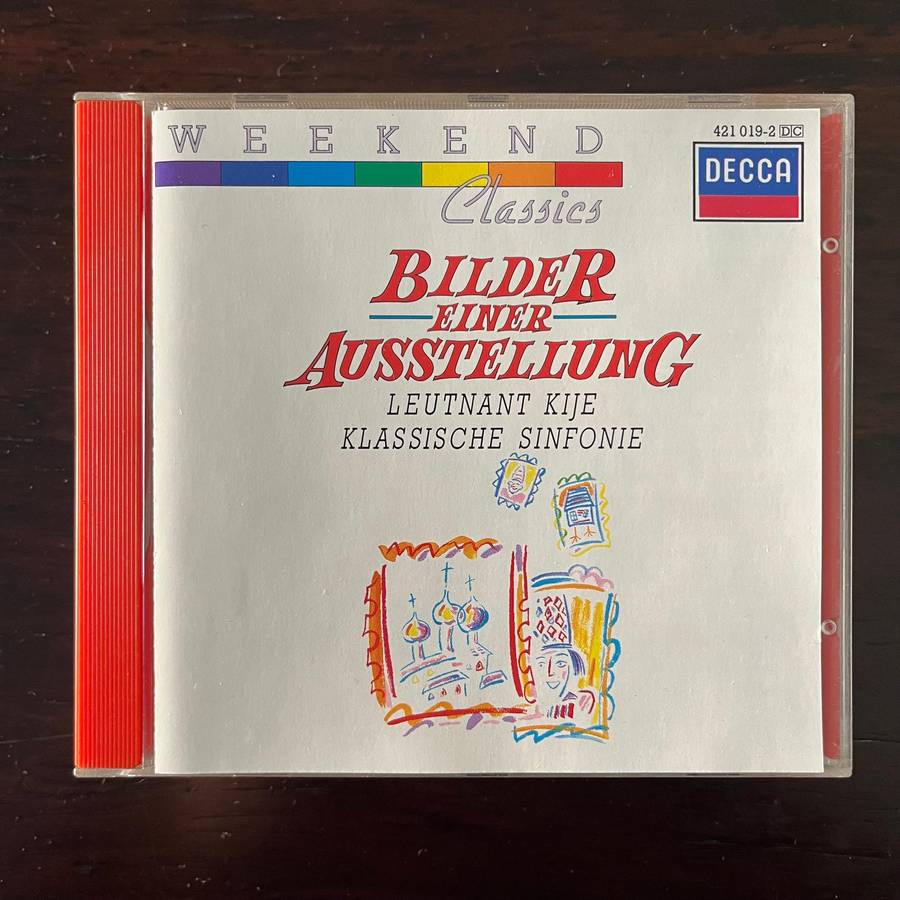 WEEKEND
Classics
421 019-2 DC
DECCA
BILDER
EINER
AUSSTELLUNG
LEUTNANT KIJE
KLASSISCHE SINFONIE